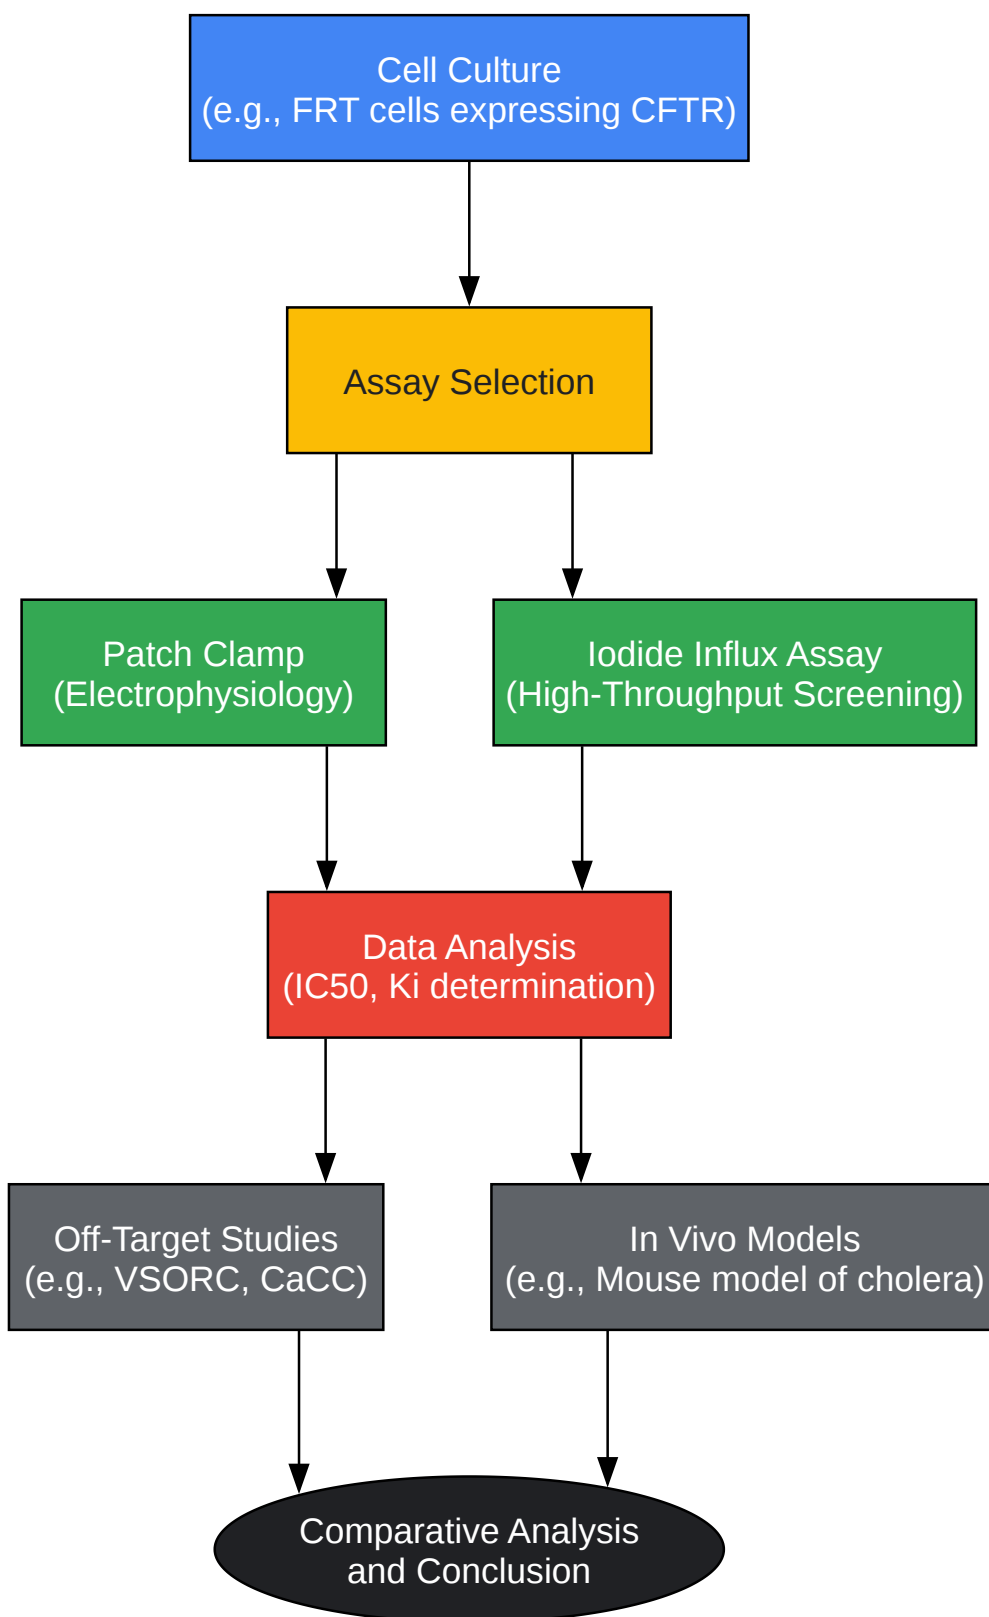 Cell Culture
(e.g., FRT cells expressing CFTR)
Assay Selection
Patch Clamp
(Electrophysiology)
Iodide Influx Assay
(High-Throughput Screening)
Data Analysis
(IC50, Ki determination)
Off-Target Studies
(e.g., VSORC, CaCC)
In Vivo Models
(e.g., Mouse model of cholera)
Comparative Analysis
and Conclusion